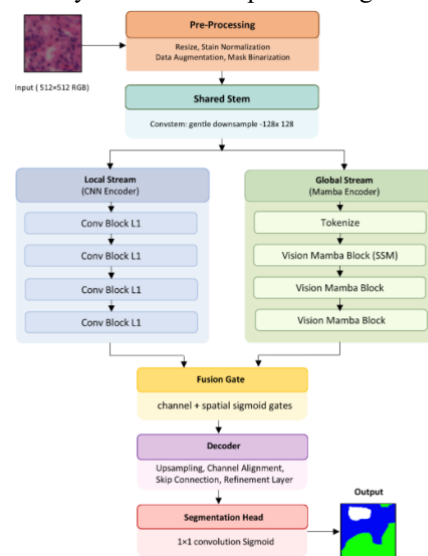 Pre-Processing
Resize, Stain Normalization
Data Augmentation, Mask Binarization
Input ( 512×512 RGB)
Shared Stem
Convstem: gentle downsample -128x 128
Local Stream
(CNN Encoder)
Conv Block L1
Conv Block L1
Conv Block L1
Conv Block L1
Global Stream
(Mamba Encoder)
Tokenize
Vision Mamba Block (SSM)
Vision Mamba Block
Vision Mamba Block
Fusion Gate
channel + spatial sigmoid gates
Decoder
Upsampling, Channel Alignment,
Skip Connection, Refinement Layer
Output
Segmentation Head
1×1 convolution Sigmoid